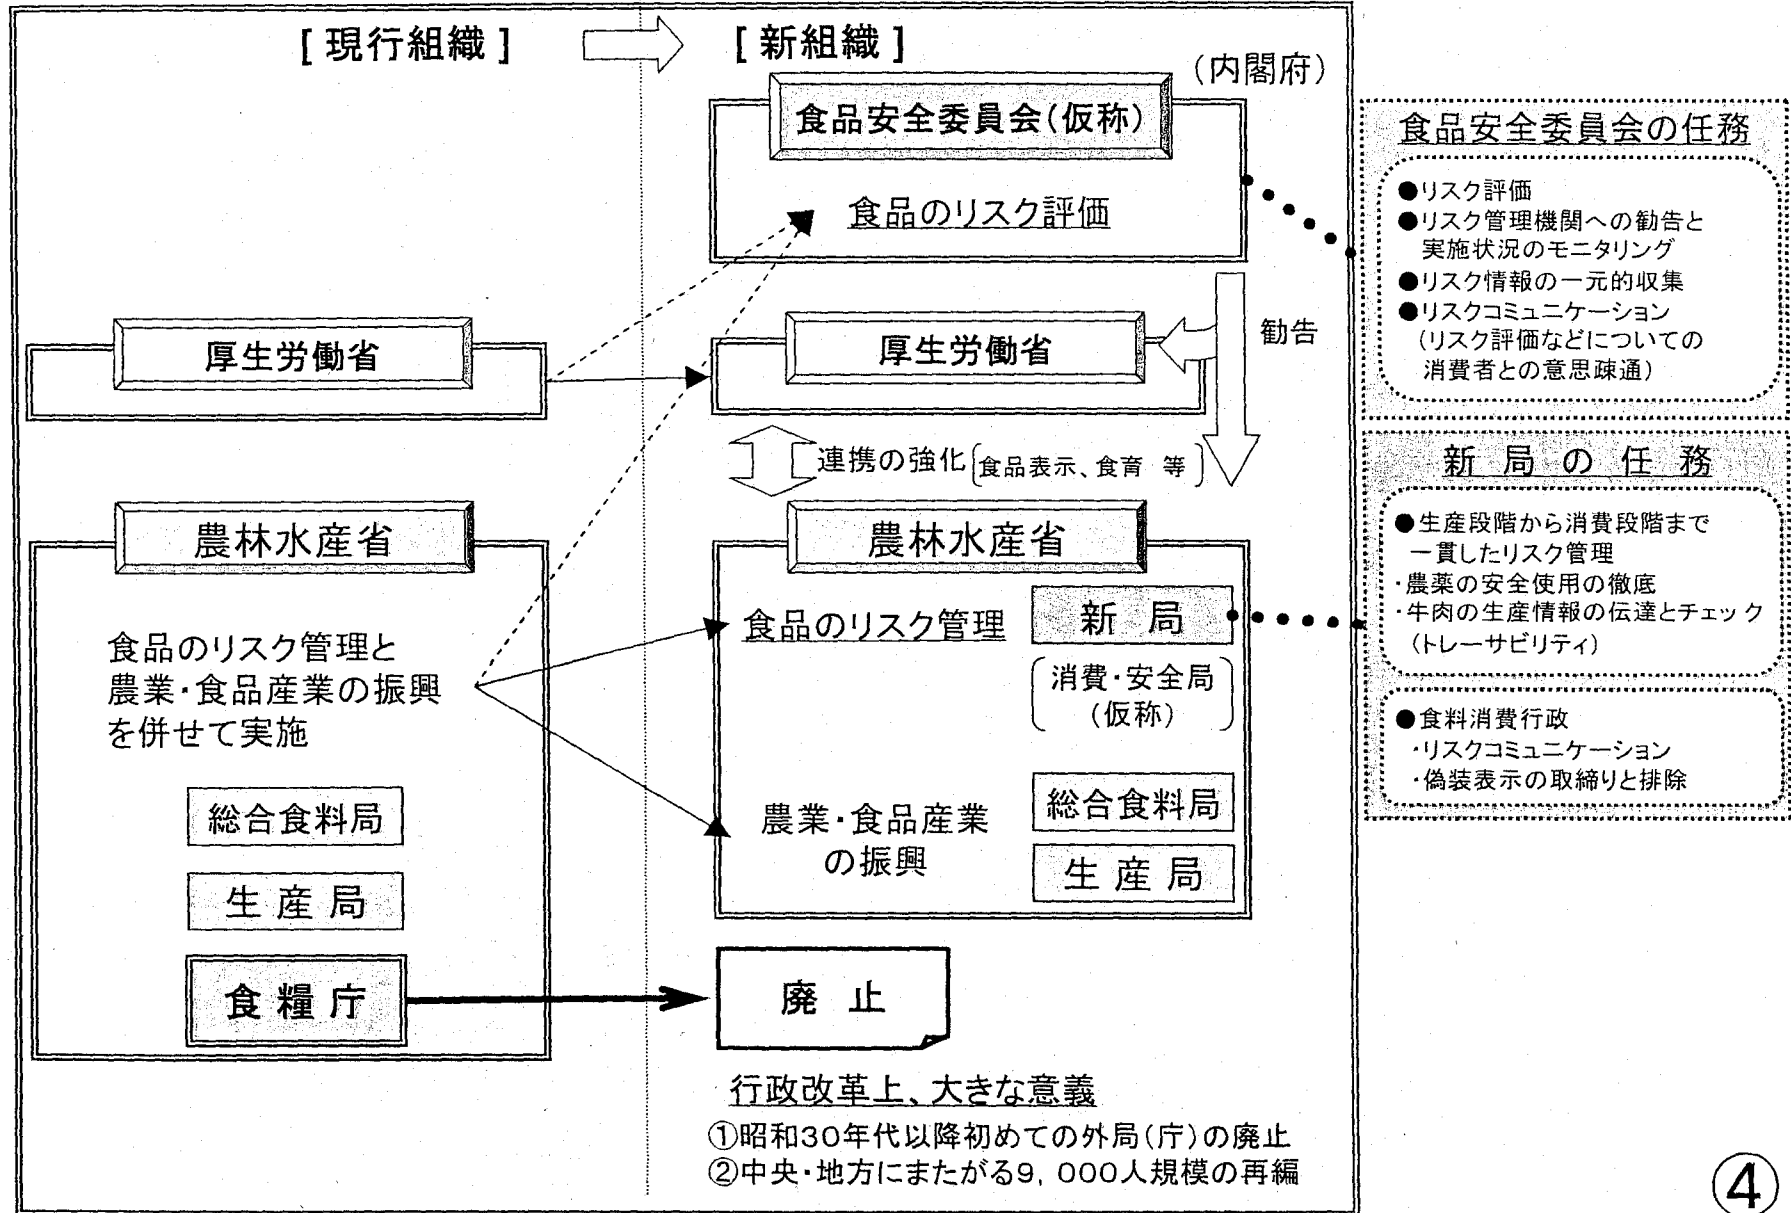 [ 現行組織 ]
[ 新組織 ]
(内閣府)
食品安全委員会(仮称)
食品のリスク評価
厚生労働省
厚生労働省
勧告
連携の強化〔食品表示、食育 等〕
農林水産省
食品のリスク管理と
農業・食品産業の振興
を併せて実施
総合食料局
生産局
食糧庁
農林水産省
食品のリスク管理
新 局
消費・安全局
(仮称)
農業・食品産業
の振興
総合食料局
生産局
廃 止
行政改革上、大きな意義
①昭和30年代以降初めての外局(庁)の廃止
②中央・地方にまたがる9, 000人規模の再編
食品安全委員会の任務
●リスク評価
●リスク管理機関への勧告と
実施状況のモニタリング
●リスク情報の一元的収集
●リスクコミュニケーション
(リスク評価などについての
消費者との意思疎通)
新 局 の 任 務
●生産段階から消費段階まで
一貫したリスク管理
・農薬の安全使用の徹底
・牛肉の生産情報の伝達とチェック
(トレーサビリティ)
●食料消費行政
・リスクコミュニケーション
・偽装表示の取締りと排除
④